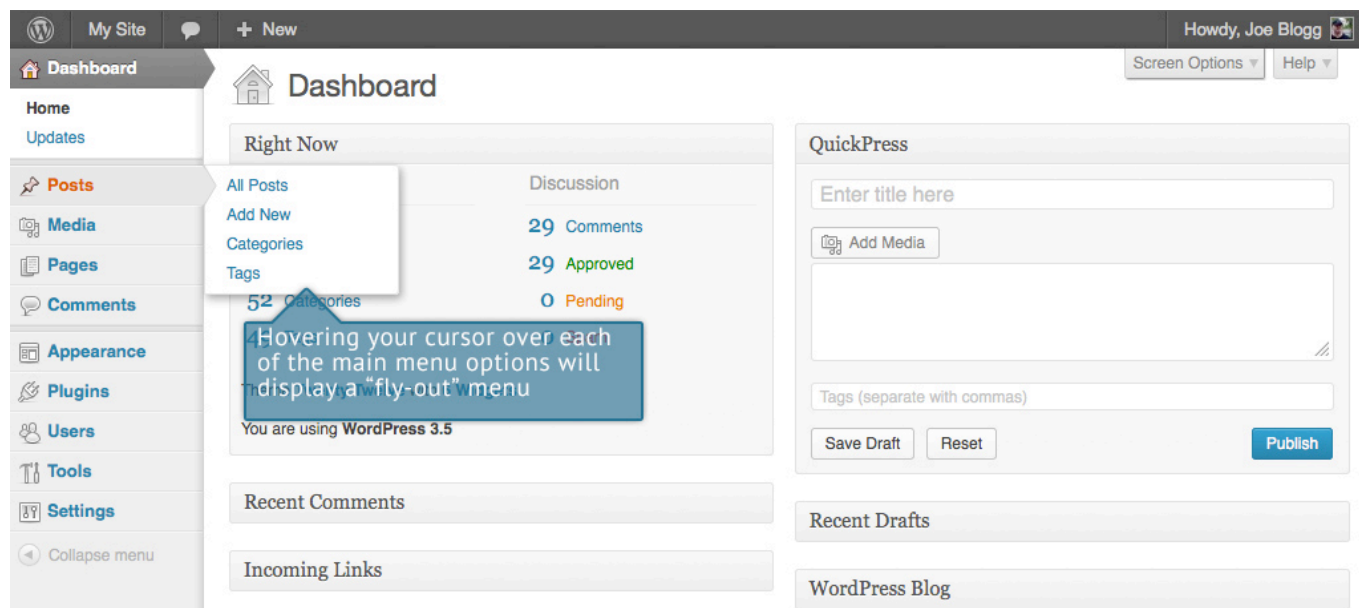 My Site
+ New
Howdy, Joe Blogg
Dashboard
Home
Updates
Posts
Media
Pages
Comments
Appearance
Plugins
Users
Tools
Settings
Collapse menu
Dashboard
Screen Options
Help
Right Now
All Posts
Add New
Categories
Tags
Discussion
29 Comments
29 Approved
52 Categories
0 Pending
Hovering your cursor over each
of the main menu options will
display a “fly-out” menu
You are using WordPress 3.5
Recent Comments
Incoming Links
QuickPress
Enter title here
Add Media
Tags (separate with commas)
Save Draft
Reset
Publish
Recent Drafts
WordPress Blog